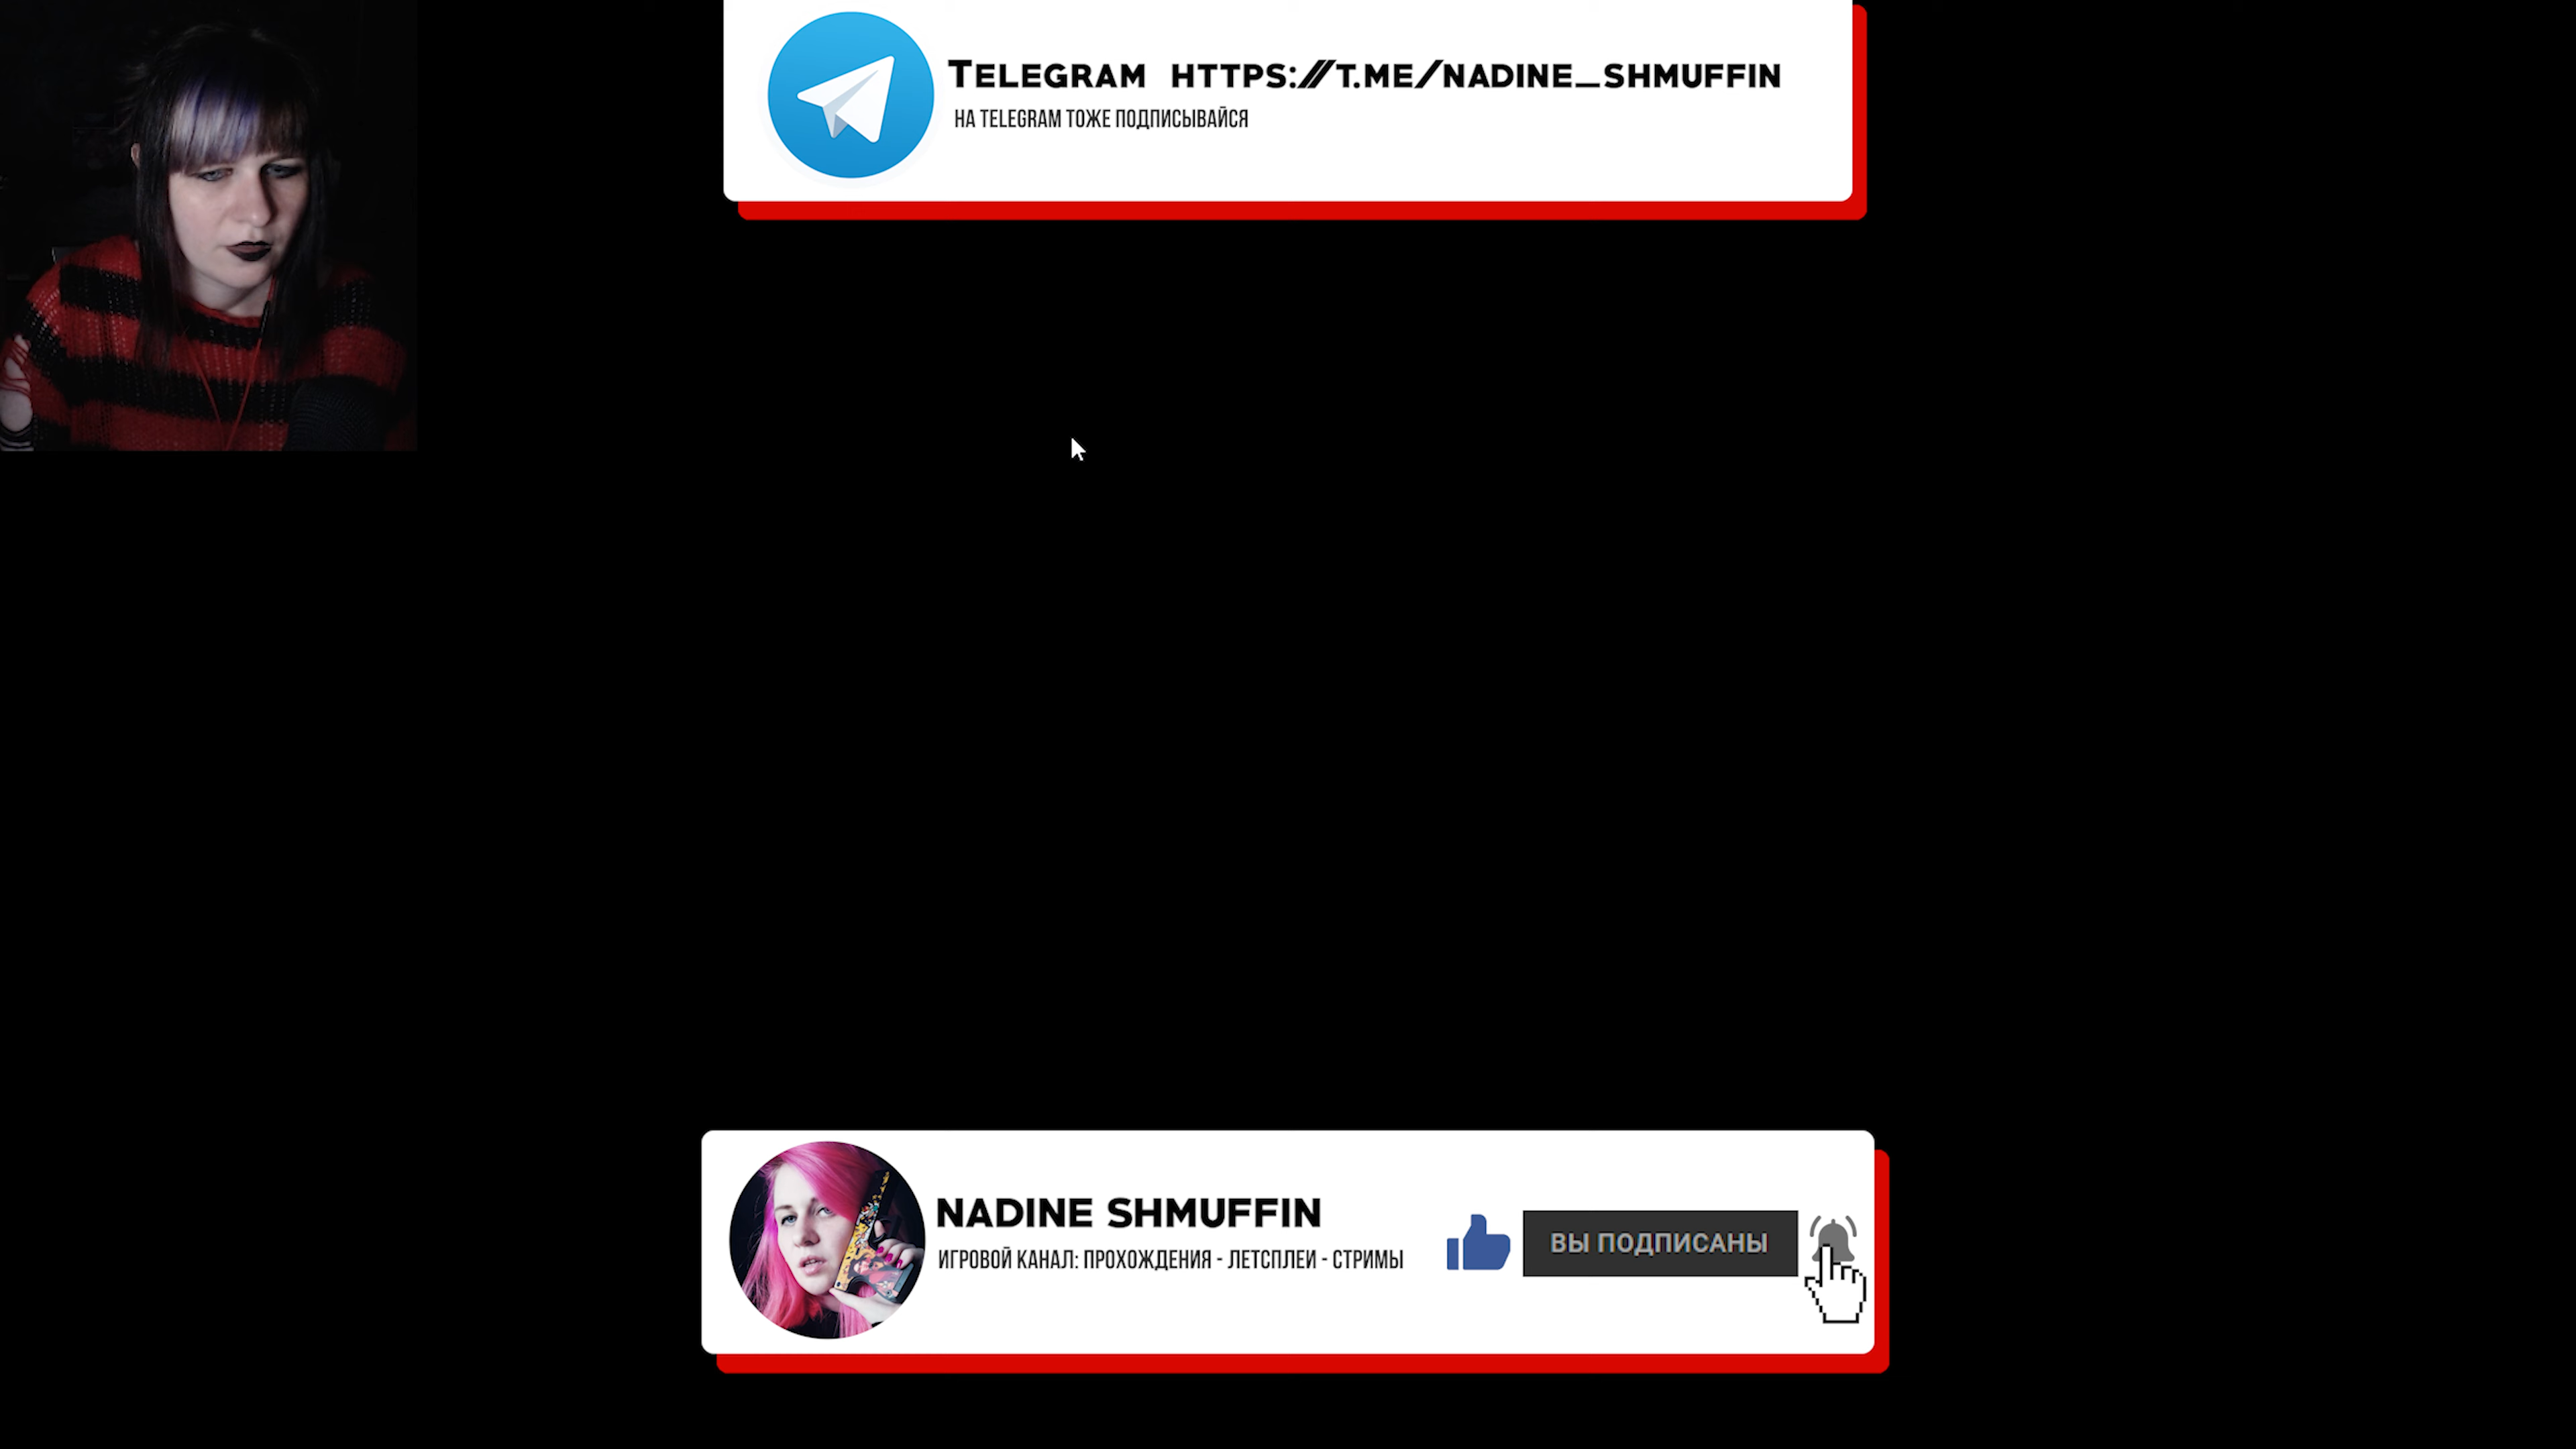 TELEGRAM HTTPS://T.ME/NADINE_SHMUFFIN
НА TELEGRAM ТОЖЕ ПОДПИСЫВАЙСЯ
NADINE SHMUFFIN
ИГРОВОЙ КАНАЛ: ПРОХОЖДЕНИЯ - ЛЕТСПЛЕИ - СТРИМЫ
ВЫ ПОДПИСАНЫ